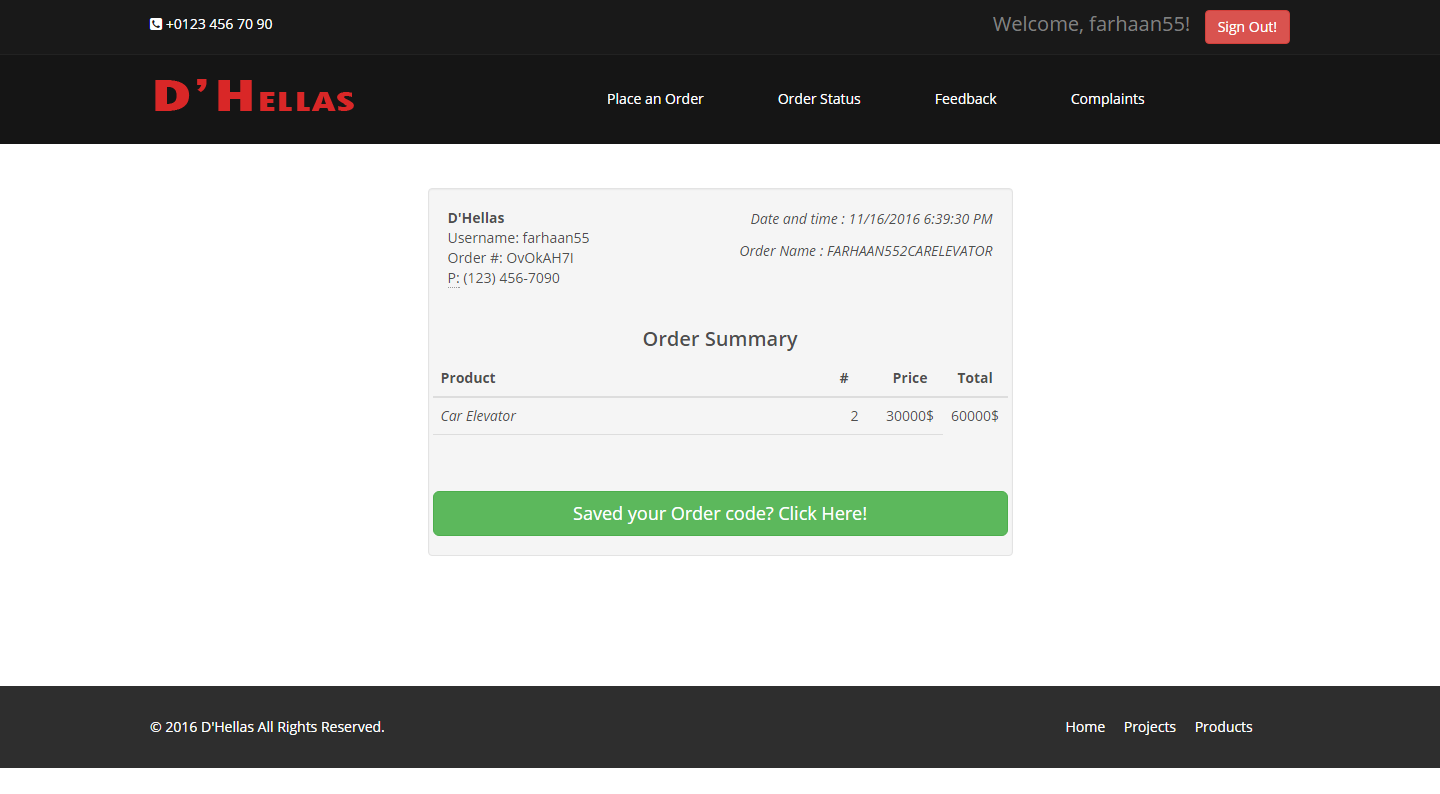 +0123 456 70 90
Welcome, farhaan55!
Sign Out!
D'HELLAS
Place an Order
Order Status
Feedback
Complaints
D'Hellas
Username: farhaan55
Order #: OvOkAH7I
P: (123) 456-7090
Date and time : 11/16/2016 6:39:30 PM
Order Name : FARHAAN552CARELEVATOR
Order Summary
Product # Price Total
Car Elevator 2 30000$ 60000$
Saved your Order code? Click Here!
© 2016 D'Hellas All Rights Reserved.
Home Projects Products